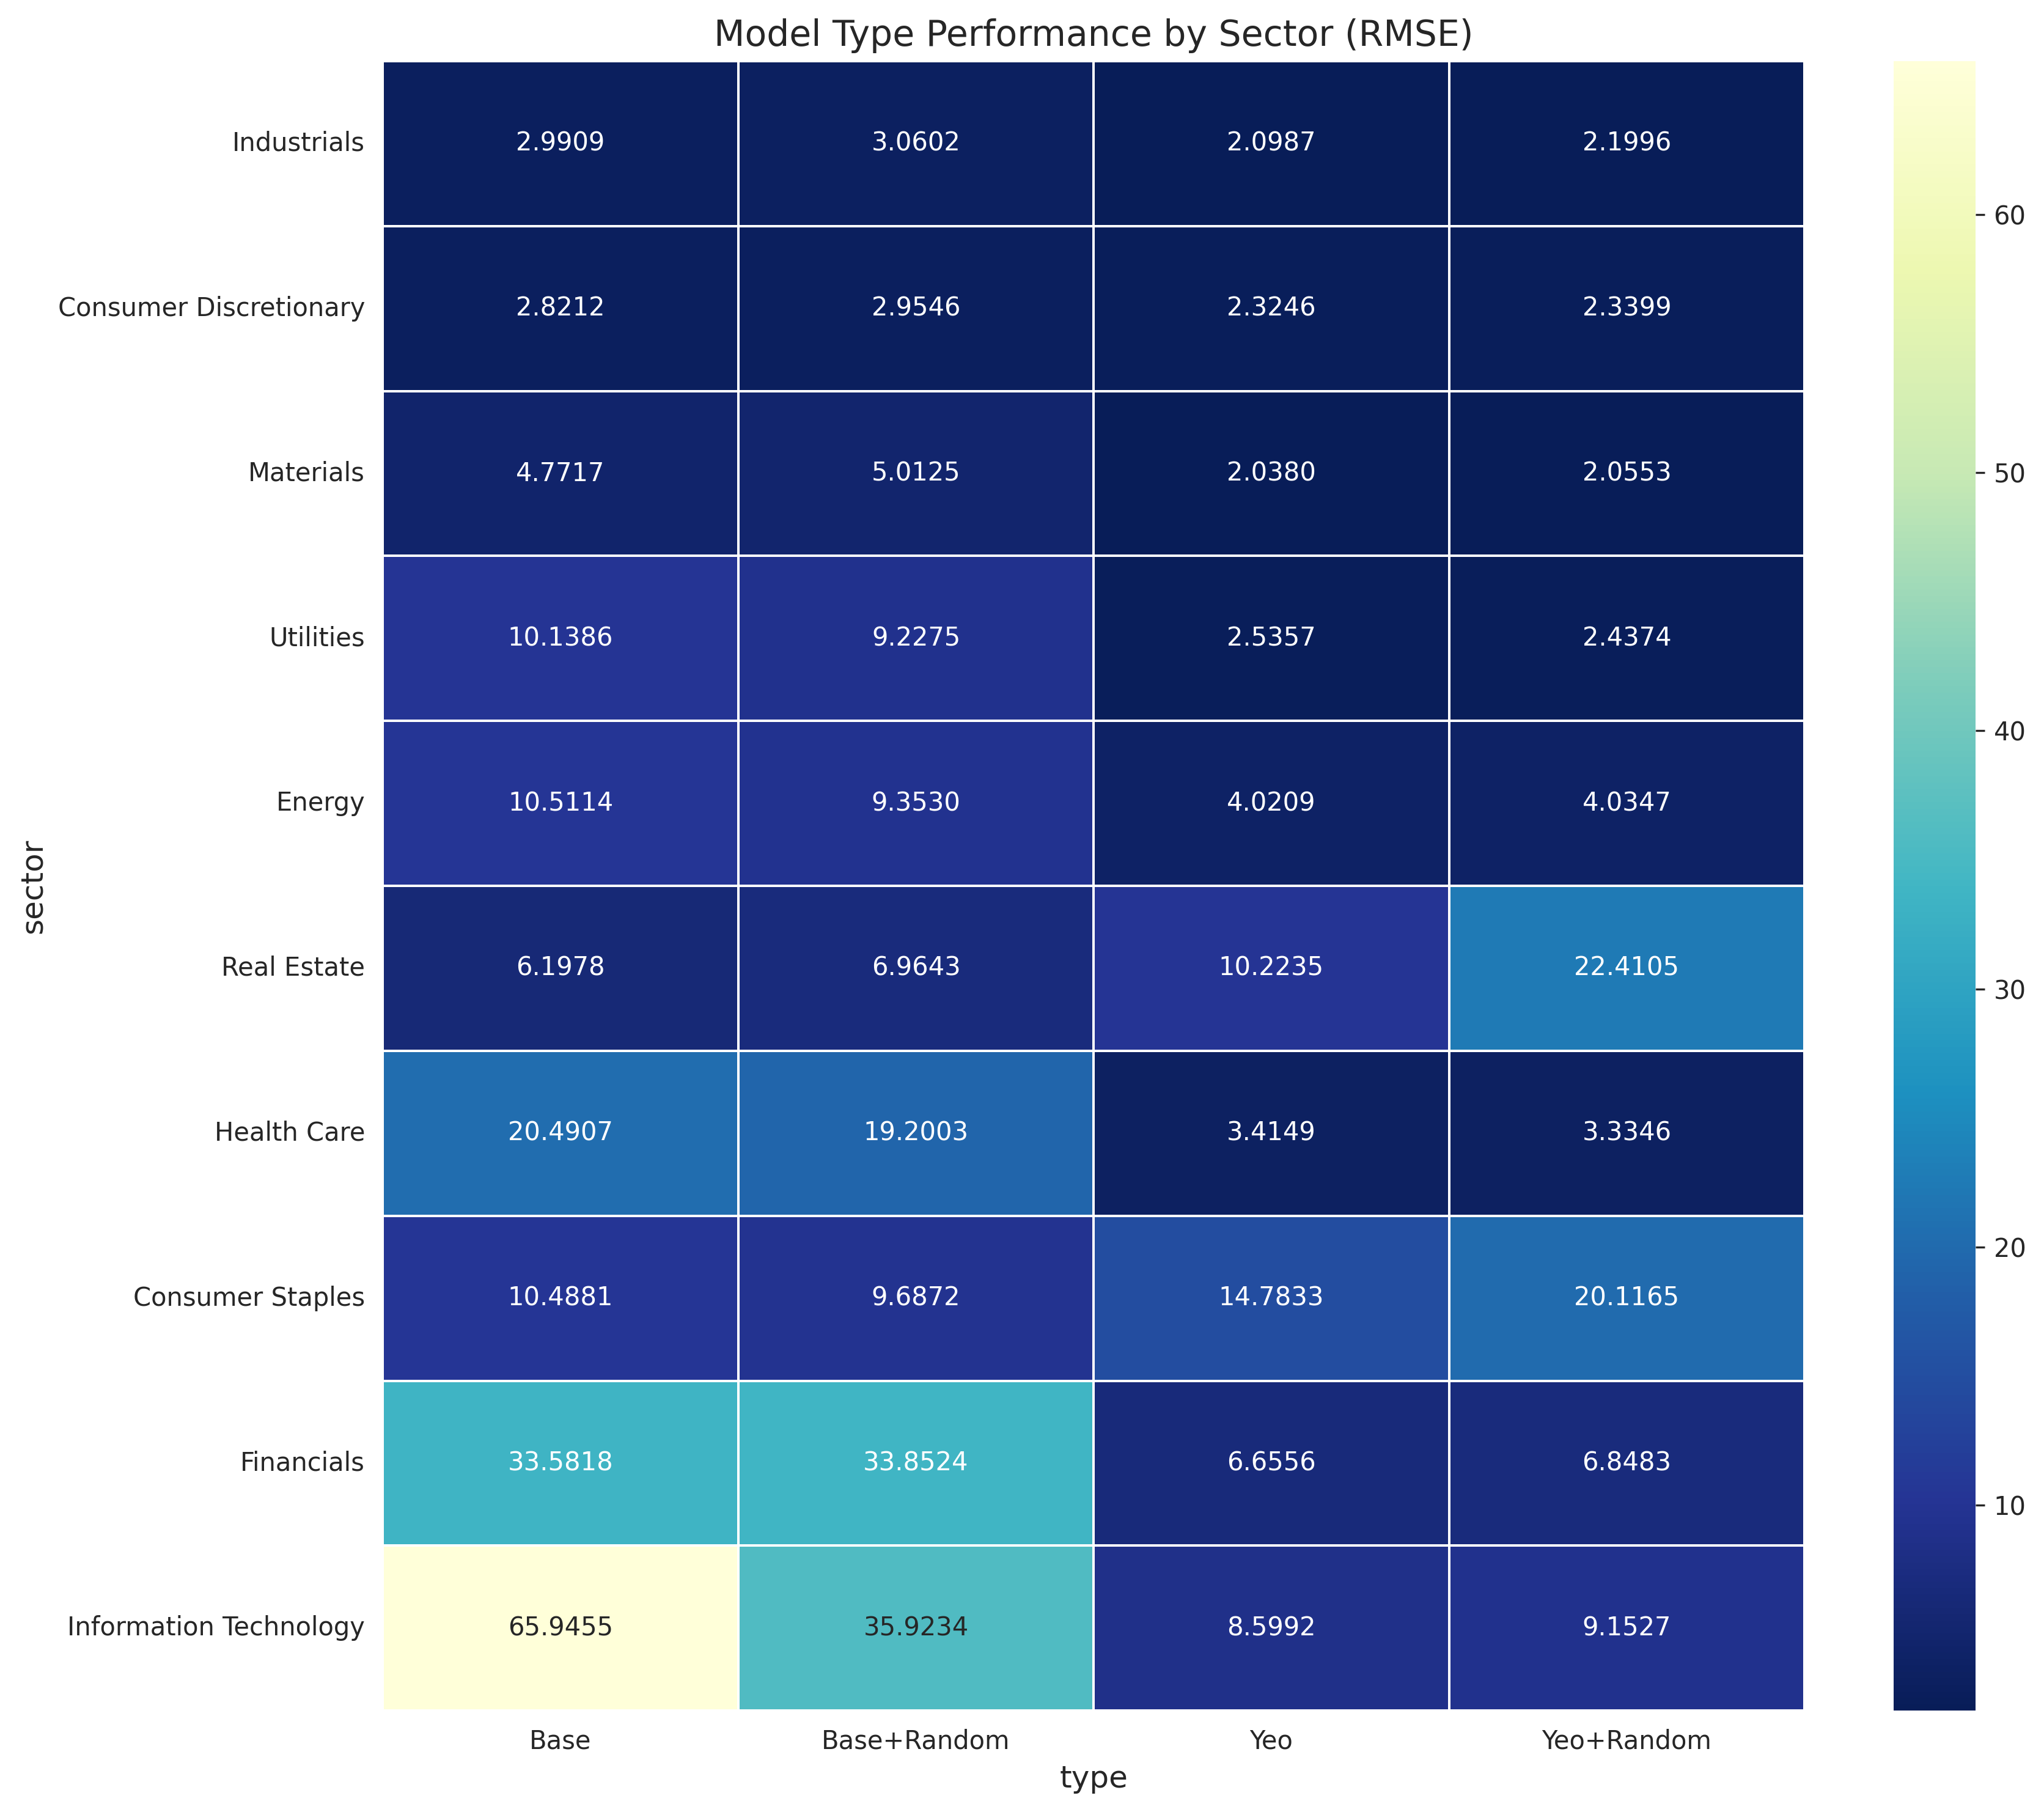 Model Type Performance by Sector (RMSE)
Industrials 2.9909 3.0602 2.0987 2.1996
60
Consumer Discretionary 2.8212 2.9546 2.3246 2.3399
Materials 4.7717 5.0125 2.0380 2.0553
50
Utilities 10.1386 9.2275 2.5357 2.4374
40
Energy 10.5114 9.3530 4.0209 4.0347
sector
Real Estate 6.1978 6.9643 10.2235 22.4105
30
Health Care 20.4907 19.2003 3.4149 3.3346
20
Consumer Staples 10.4881 9.6872 14.7833 20.1165
Financials 33.5818 33.8524 6.6556 6.8483
10
Information Technology 65.9455 35.9234 8.5992 9.1527
Base Base+Random Yeo Yeo+Random
type